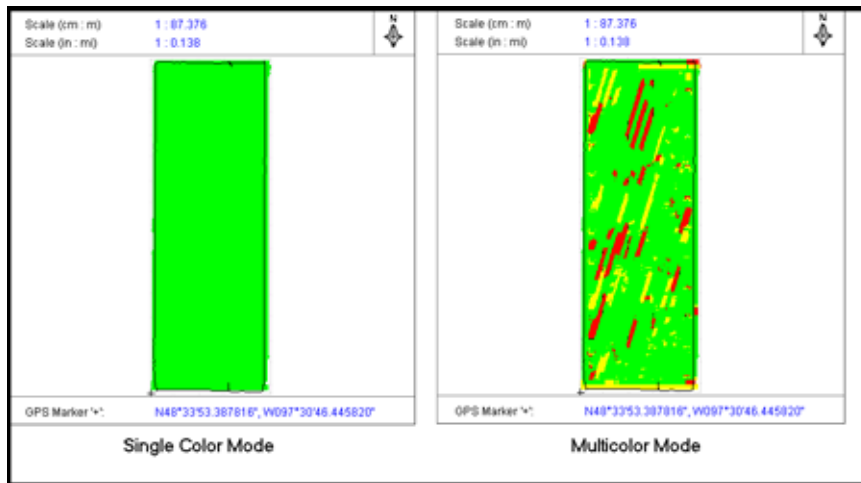 Scale (cm : m) 1 : 87.376
Scale (in : mi) 1 : 0.138
N
Scale (cm : m) 1 : 87.376
Scale (in : mi) 1 : 0.138
N
GPS Marker '+': N48°33'53.387816", W097°30'46.445820"
GPS Marker '+': N48°33'53.387816", W097°30'46.445820"
Single Color Mode
Multicolor Mode